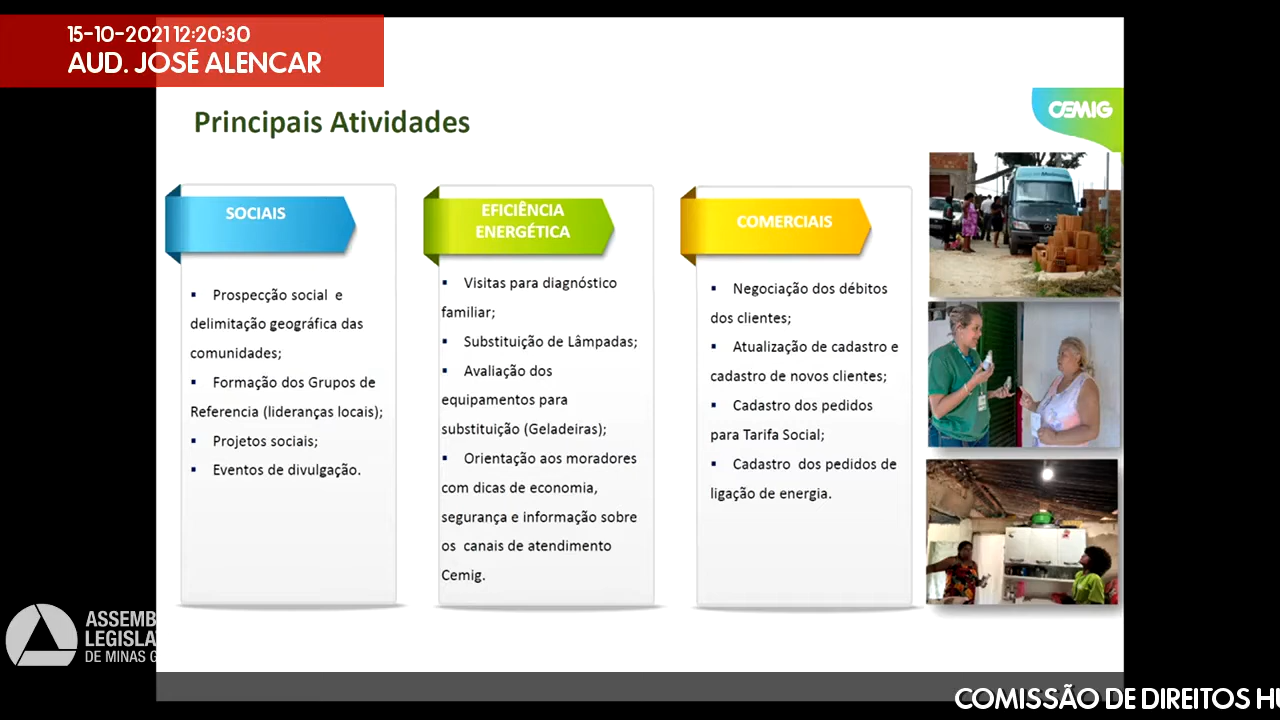 15-10-2021 12:20:30
AUD. JOSÉ ALENCAR
CEMIG
Principais Atividades
SOCIAIS
▪ Prospecção social e
delimitação geográfica das
comunidades;
▪ Formação dos Grupos de
Referencia (lideranças locais);
▪ Projetos sociais;
▪ Eventos de divulgação.
EFICIÊNCIA
ENERGÉTICA
▪ Visitas para diagnóstico
familiar;
▪ Substituição de Lâmpadas;
▪ Avaliação dos
equipamentos para
substituição (Geladeiras);
▪ Orientação aos moradores
com dicas de economia,
segurança e informação sobre
os canais de atendimento
Cemig.
COMERCIAIS
▪ Negociação dos débitos
dos clientes;
▪ Atualização de cadastro e
cadastro de novos clientes;
▪ Cadastro dos pedidos
para Tarifa Social;
▪ Cadastro dos pedidos de
ligação de energia.
ASSEMB
LEGISLA
DE MINAS G
COMISSÃO DE DIREITOS HU